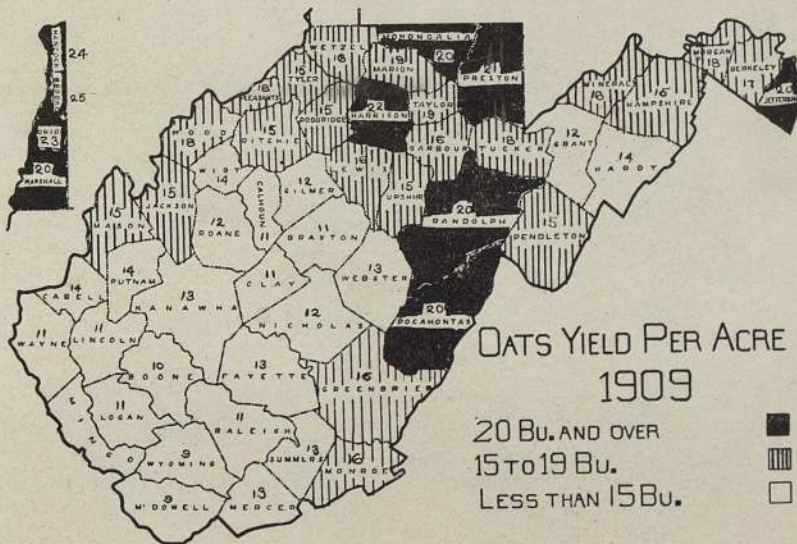 HANCOCK
24
BROOKE
25
OHIO
23
20
MARSHALL
WETZEL
18
MONONGALIA
20
19
MARION
21
PRESTON
15
TYLER
18
PLEASANTS
15
DODDRIDGE
22
HARRISON
TAYLOR
19
WOOD
18
15
RITCHIE
16
BARBOUR
18
TUCKER
WIRT
14
CALHOUN
11
12
GILMER
16
LEWIS
15
UPSHUR
MINERAL
18
16
HAMPSHIRE
MORGAN
18
BERKELEY
17
20
JEFFERSON
12
GRANT
14
HARDY
15
MASON
15
JACKSON
12
ROANE
11
BRAXTON
20
RANDOLPH
15
PENDLETON
14
CABELL
14
PUTNAM
13
KANAWHA
11
CLAY
13
WEBSTER
12
NICHOLAS
20
POCAHONTAS
11
WAYNE
11
LINCOLN
10
BOONE
13
FAYETTE
16
GREENBRIER
MINGO
11
LOGAN
11
RALEIGH
9
WYOMING
13
SUMMERS
16
MONROE
9
McDOWELL
13
MERCER
OATS YIELD PER ACRE
1909
20 BU. AND OVER
15 TO 19 BU.
LESS THAN 15 BU.